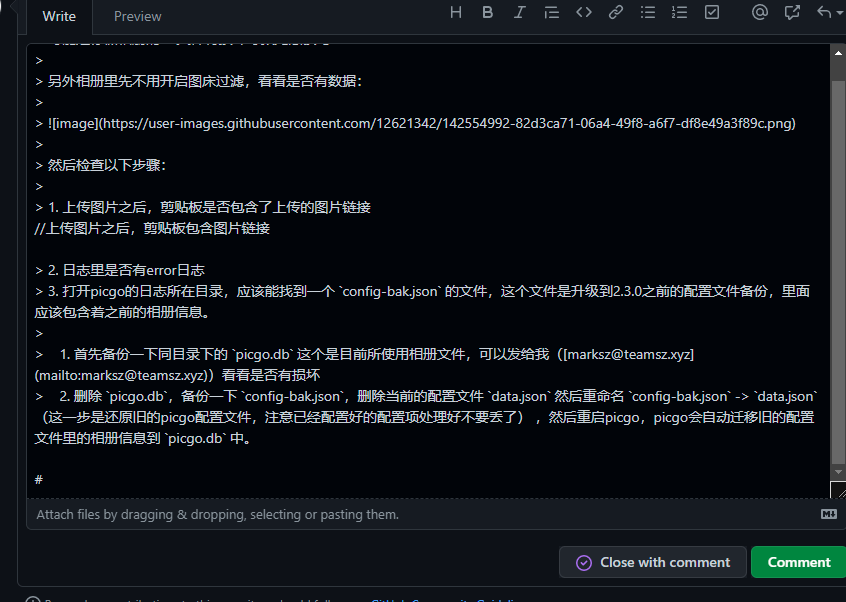 Write
Preview
>
> 另外相册里先不用开启图床过滤，看看是否有数据：
>
> ![image](https://user-images.githubusercontent.com/12621342/142554992-82d3ca71-06a4-49f8-a6f7-df8e49a3f89c.png)
>
> 然后检查以下步骤：
>
> 1. 上传图片之后，剪贴板是否包含了上传的图片链接
//上传图片之后，剪贴板包含图片链接
> 2. 日志里是否有error日志
> 3. 打开picgo的日志所在目录，应该能找到一个 `config-bak.json` 的文件，这个文件是升级到2.3.0之前的配置文件备份，里面
应该包含着之前的相册信息。
>
>    1. 首先备份一下同目录下的 `picgo.db` 这个是目前所使用相册文件，可以发给我（[marksz@teamsz.xyz]
(mailto:marksz@teamsz.xyz)）看看是否有损坏
>    2. 删除 `picgo.db`，备份一下 `config-bak.json`，删除当前的配置文件 `data.json` 然后重命名 `config-bak.json` -> `data.json`
（这一步是还原旧的picgo配置文件，注意已经配置好的配置项处理好不要丢了） ，然后重启picgo，picgo会自动迁移旧的配置
文件里的相册信息到 `picgo.db` 中。
#
Attach files by dragging & dropping, selecting or pasting them.
Close with comment
Comment